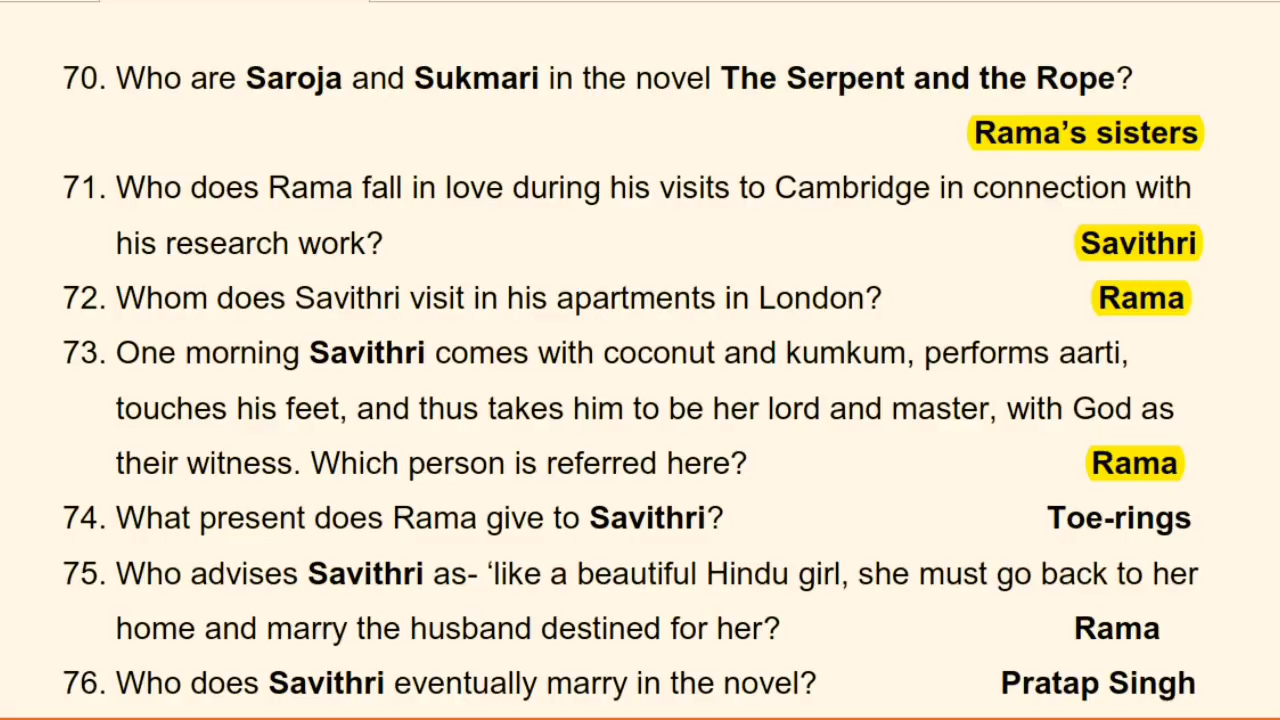 70. Who are Saroja and Sukmari in the novel The Serpent and the Rope?
Rama's sisters
71. Who does Rama fall in love during his visits to Cambridge in connection with
his research work? Savithri
72. Whom does Savithri visit in his apartments in London? Rama
73. One morning Savithri comes with coconut and kumkum, performs aarti,
touches his feet, and thus takes him to be her lord and master, with God as
their witness. Which person is referred here? Rama
74. What present does Rama give to Savithri? Toe-rings
75. Who advises Savithri as- ‘like a beautiful Hindu girl, she must go back to her
home and marry the husband destined for her? Rama
76. Who does Savithri eventually marry in the novel? Pratap Singh